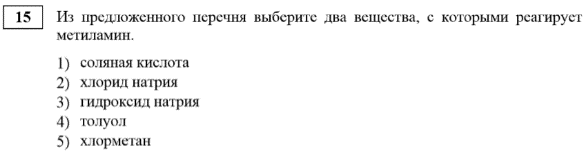 15 Из предложенного перечня выберите два вещества, с которыми реагирует
метиламин.
1) соляная кислота
2) хлорид натрия
3) гидроксид натрия
4) толуол
5) хлорметан